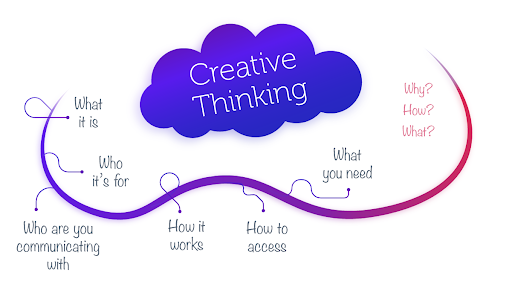 Creative
Thinking
What
it is
Who
it's for
Who are you
communicating
with
How it
works
How to
access
What
you need
Why?
How?
What?